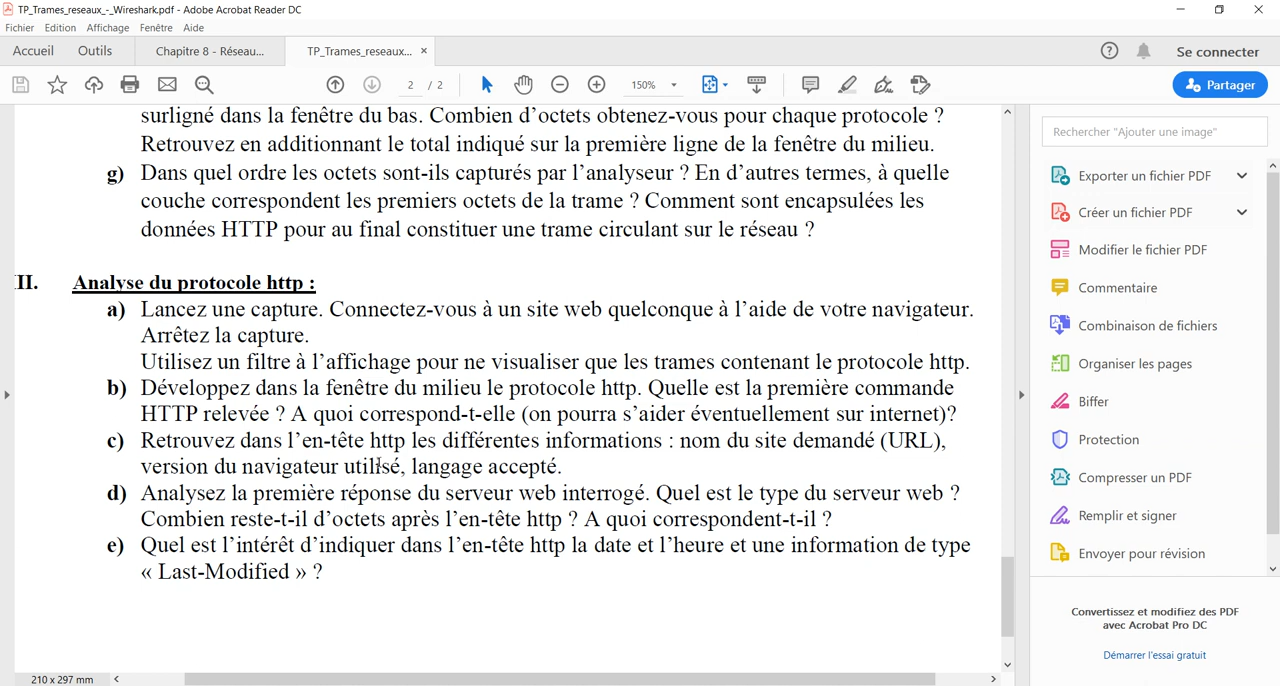 TP_Trames_reseaux_-_Wireshark.pdf - Adobe Acrobat Reader DC
Fichier Edition Affichage Fenêtre Aide
Accueil Outils Chapitre 8 - Réseau... TP_Trames_reseaux... × Se connecter
2 / 2 150% Partager
surligné dans la fenêtre du bas. Combien d'octets obtenez-vous pour chaque protocole ?
Retrouvez en additionnant le total indiqué sur la première ligne de la fenêtre du milieu.
g) Dans quel ordre les octets sont-ils capturés par l'analyseur ? En d'autres termes, à quelle
couche correspondent les premiers octets de la trame ? Comment sont encapsulées les
données HTTP pour au final constituer une trame circulant sur le réseau ?
II. Analyse du protocole http :
a) Lancez une capture. Connectez-vous à un site web quelconque à l'aide de votre navigateur.
Arrêtez la capture.
Utilisez un filtre à l'affichage pour ne visualiser que les trames contenant le protocole http.
b) Développez dans la fenêtre du milieu le protocole http. Quelle est la première commande
HTTP relevée ? A quoi correspond-t-elle (on pourra s'aider éventuellement sur internet)?
c) Retrouvez dans l'en-tête http les différentes informations : nom du site demandé (URL),
version du navigateur utilisé, langage accepté.
d) Analysez la première réponse du serveur web interrogé. Quel est le type du serveur web ?
Combien reste-t-il d'octets après l'en-tête http ? A quoi correspondent-t-il ?
e) Quel est l'intérêt d'indiquer dans l'en-tête http la date et l'heure et une information de type
« Last-Modified » ?
210 x 297 mm
Rechercher "Ajouter une image"
Exporter un fichier PDF
Créer un fichier PDF
Modifier le fichier PDF
Commentaire
Combinaison de fichiers
Organiser les pages
Biffer
Protection
Compresser un PDF
Remplir et signer
Envoyer pour révision
Convertissez et modifiez des PDF
avec Acrobat Pro DC
Démarrer l'essai gratuit